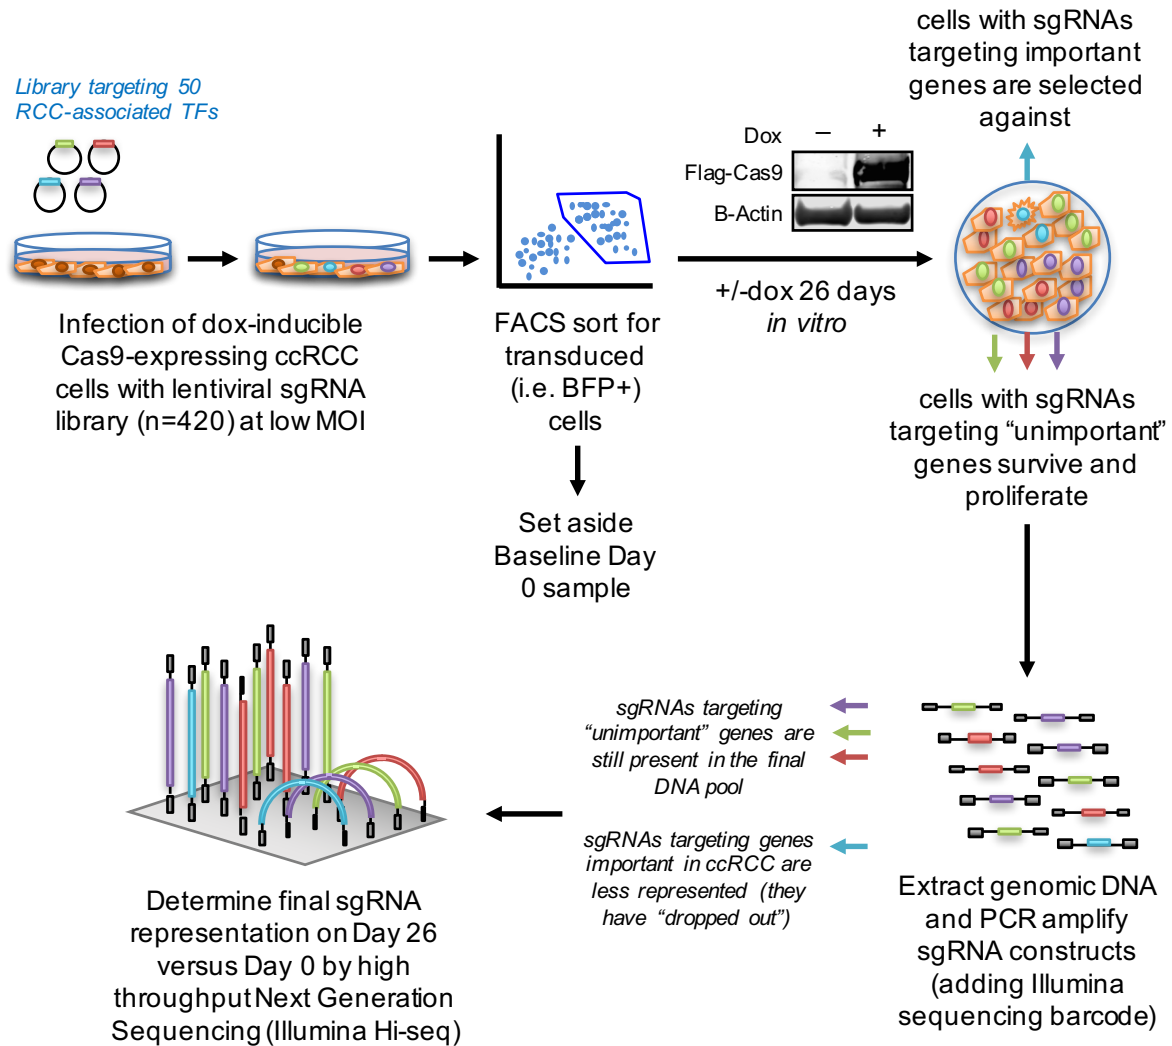 Library targeting 50
RCC-associated TFs
Infection of dox-inducible
Cas9-expressing ccRCC
cells with lentiviral sgRNA
library (n=420) at low MOI
FACS sort for
transduced
(i.e. BFP+)
cells
Set aside
Baseline Day
0 sample
Dox – +
Flag-Cas9
B-Actin
+/-dox 26 days
in vitro
cells with sgRNAs
targeting important
genes are selected
against
cells with sgRNAs
targeting “unimportant”
genes survive and
proliferate
Extract genomic DNA
and PCR amplify
sgRNA constructs
(adding Illumina
sequencing barcode)
sgRNAs targeting
“unimportant” genes are
still present in the final
DNA pool
sgRNAs targeting genes
important in ccRCC are
less represented (they
have “dropped out”)
Determine final sgRNA
representation on Day 26
versus Day 0 by high
throughput Next Generation
Sequencing (Illumina Hi-seq)